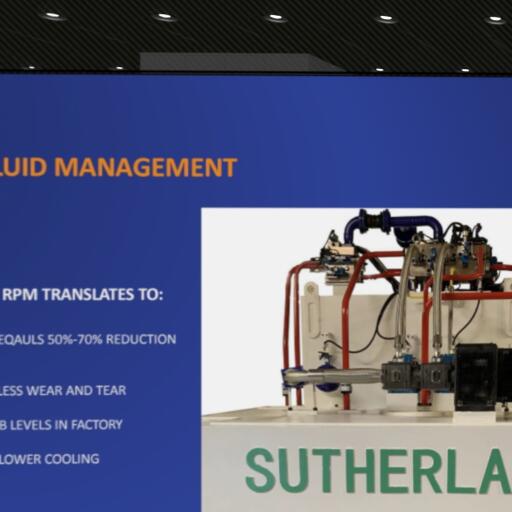 LUID MANAGEMENT
RPM TRANSLATES TO:
EQAULS 50%-70% REDUCTION
LESS WEAR AND TEAR
B LEVELS IN FACTORY
LOWER COOLING
SUTHERLA